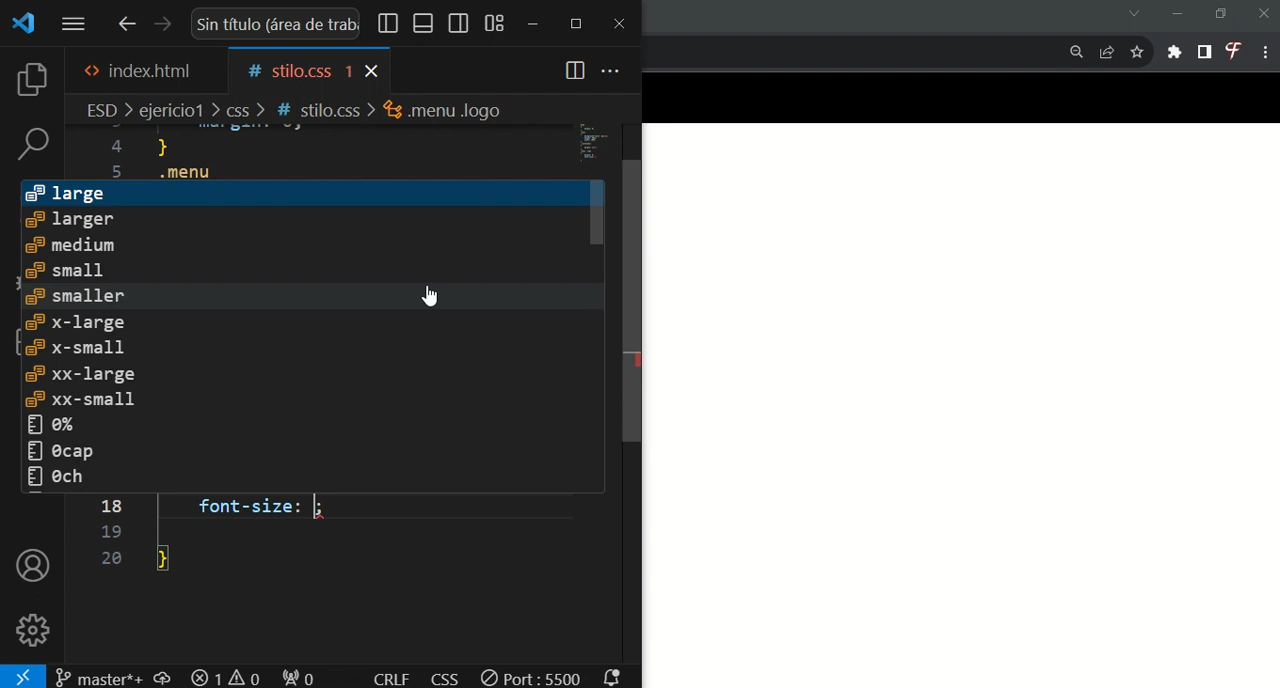 Sin título (área de trab
index.html
# stilo.css 1
ESD > ejericio1 > css > # stilo.css > .menu .logo
4 }
5 .menu
large
larger
medium
small
smaller
x-large
x-small
xx-large
xx-small
0%
0cap
0ch
18 font-size: ;
19
20 }
master*+ 1 0 0 CRLF CSS Port : 5500